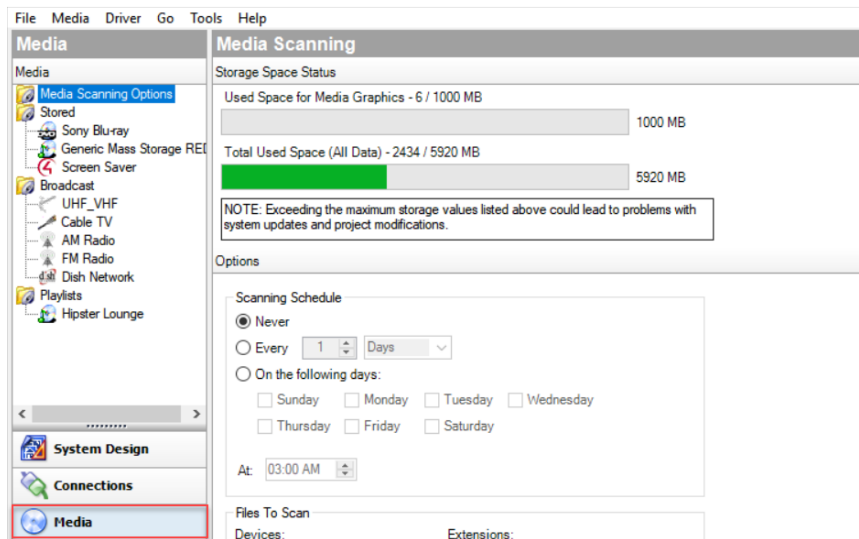 File Media Driver Go Tools Help
Media
Media
Media Scanning Options
Stored
Sony Blu-ray
Generic Mass Storage RED
Screen Saver
Broadcast
UHF_VHF
Cable TV
AM Radio
FM Radio
dish Dish Network
Playlists
Hipster Lounge
System Design
Connections
Media
Media Scanning
Storage Space Status
Used Space for Media Graphics - 6 / 1000 MB
1000 MB
Total Used Space (All Data) - 2434 / 5920 MB
5920 MB
NOTE: Exceeding the maximum storage values listed above could lead to problems with
system updates and project modifications.
Options
Scanning Schedule
Never
Every 1 Days
On the following days:
Sunday Monday Tuesday Wednesday
Thursday Friday Saturday
At: 03:00 AM
Files To Scan
Devices: Extensions: